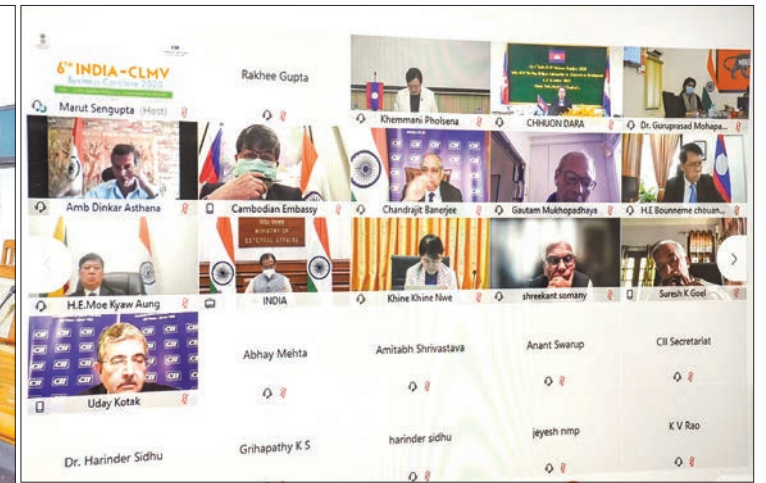 6TH INDIA-CLMV
Business Conclave 2020
Marut Sengupta (Host)
Rakhee Gupta
Khemmani Pholsena
CHHUON DARA
Dr. Guruprasad Mohapa...
Amb Dinkar Asthana
Cambodian Embassy
Chandrajit Banerjee
Gautam Mukhopadhaya
H.E Bounneme chouan...
MINISTRY OF
EXTERNAL AFFAIRS
H.E.Moe Kyaw Aung
INDIA
Khine Khine Nwe
shreekant somany
Suresh K Goel
Uday Kotak
Abhay Mehta
Amitabh Shrivastava
Anant Swarup
CII Secretariat
Dr. Harinder Sidhu
Grihapathy K S
harinder sidhu
jeyesh nmp
K V Rao